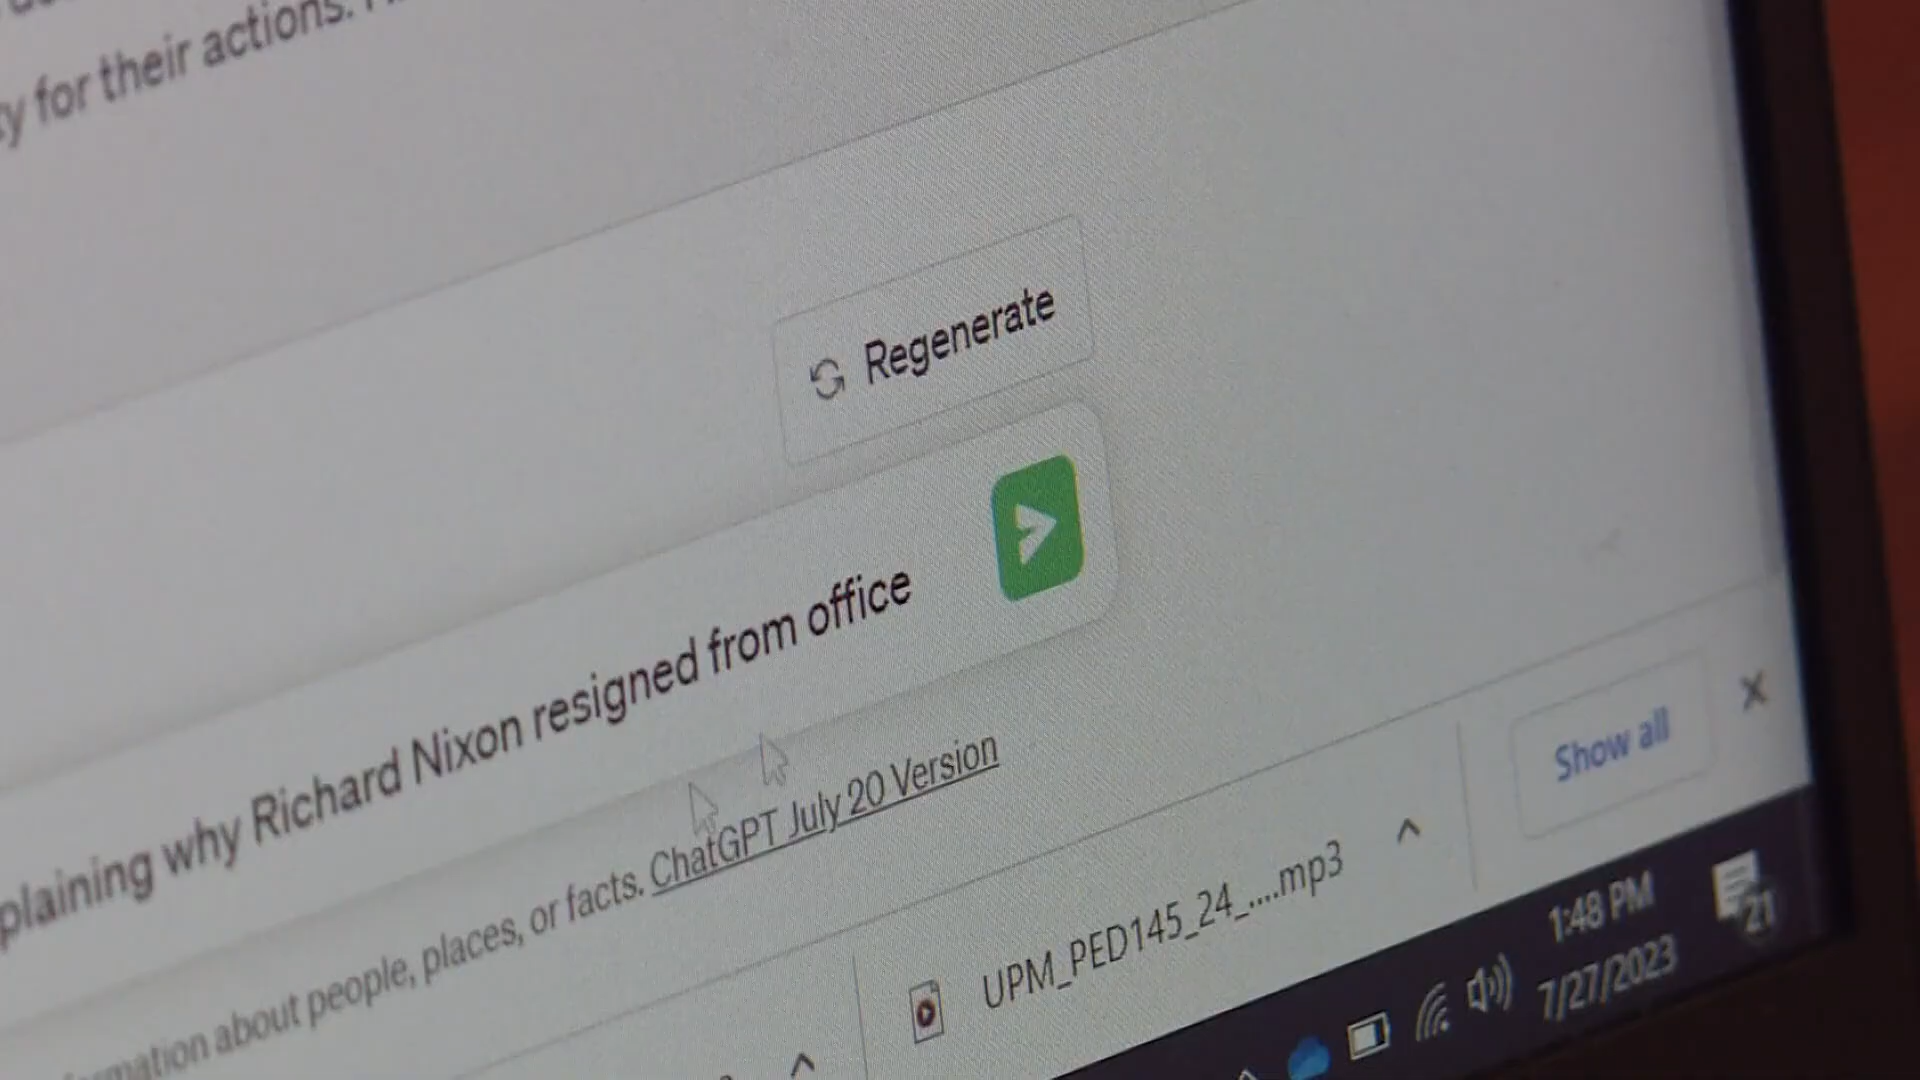 y for their actions.
Regenerate
plaining why Richard Nixon resigned from office
rmation about people, places, or facts. ChatGPT July 20 Version
UPM_PED145_24_....mp3
Show all
1:48 PM
7/27/2023
21